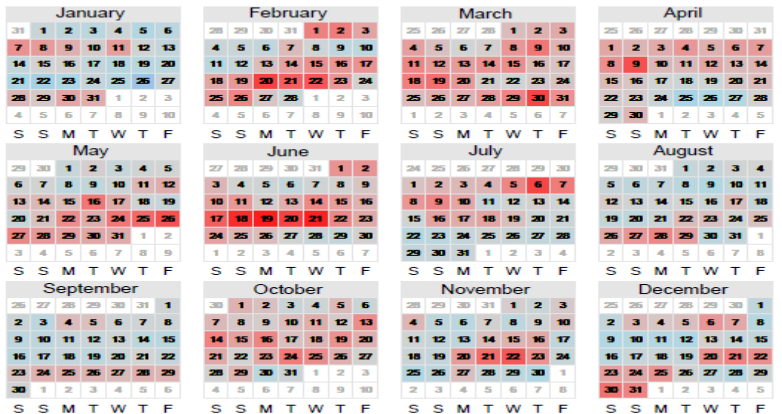 January
31 1 2 3 4 5 6
7 8 9 10 11 12 13
14 15 16 17 18 19 20
21 22 23 24 25 26 27
28 29 30 31 1 2 3
4 5 6 7 8 9 10
S S M T W T F
February
28 29 30 31 1 2 3
4 5 6 7 8 9 10
11 12 13 14 15 16 17
18 19 20 21 22 23 24
25 26 27 28 1 2 3
4 5 6 7 8 9 10
S S M T W T F
March
25 26 27 28 1 2 3
4 5 6 7 8 9 10
11 12 13 14 15 16 17
18 19 20 21 22 23 24
25 26 27 28 29 30 31
1 2 3 4 5 6 7
S S M T W T F
April
25 26 27 28 29 30 31
1 2 3 4 5 6 7
8 9 10 11 12 13 14
15 16 17 18 19 20 21
22 23 24 25 26 27 28
29 30 1 2 3 4 5
S S M T W T F
May
29 30 1 2 3 4 5
6 7 8 9 10 11 12
13 14 15 16 17 18 19
20 21 22 23 24 25 26
27 28 29 30 31 1 2
3 4 5 6 7 8 9
S S M T W T F
June
27 28 29 30 31 1 2
3 4 5 6 7 8 9
10 11 12 13 14 15 16
17 18 19 20 21 22 23
24 25 26 27 28 29 30
1 2 3 4 5 6 7
S S M T W T F
July
24 25 26 27 28 29 30
1 2 3 4 5 6 7
8 9 10 11 12 13 14
15 16 17 18 19 20 21
22 23 24 25 26 27 28
29 30 31 1 2 3 4
S S M T W T F
August
29 30 31 1 2 3 4
5 6 7 8 9 10 11
12 13 14 15 16 17 18
19 20 21 22 23 24 25
26 27 28 29 30 31 1
2 3 4 5 6 7 8
S S M T W T F
September
26 27 28 29 30 31 1
2 3 4 5 6 7 8
9 10 11 12 13 14 15
16 17 18 19 20 21 22
23 24 25 26 27 28 29
30 1 2 3 4 5 6
S S M T W T F
October
30 1 2 3 4 5 6
7 8 9 10 11 12 13
14 15 16 17 18 19 20
21 22 23 24 25 26 27
28 29 30 31 1 2 3
4 5 6 7 8 9 10
S S M T W T F
November
28 29 30 31 1 2 3
4 5 6 7 8 9 10
11 12 13 14 15 16 17
18 19 20 21 22 23 24
25 26 27 28 29 30 1
2 3 4 5 6 7 8
S S M T W T F
December
25 26 27 28 29 30 1
2 3 4 5 6 7 8
9 10 11 12 13 14 15
16 17 18 19 20 21 22
23 24 25 26 27 28 29
30 31 1 2 3 4 5
S S M T W T F